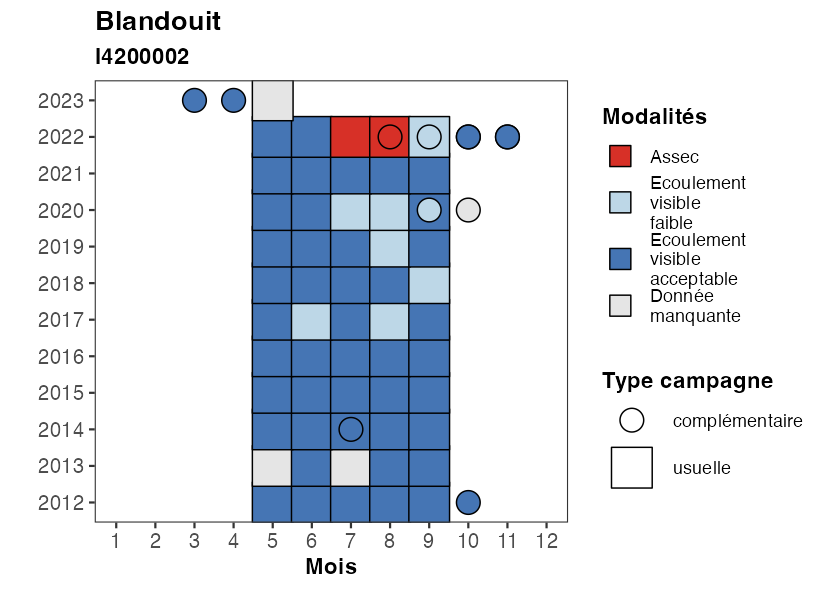 Blandouit
I4200002
2023
2022
2021
2020
2019
2018
2017
2016
2015
2014
2013
2012
1 2 3 4 5 6 7 8 9 10 11 12
Mois
Modalités
Assec
Ecoulement
visible
faible
Ecoulement
visible
acceptable
Donnée
manquante
Type campagne
complémentaire
usuelle